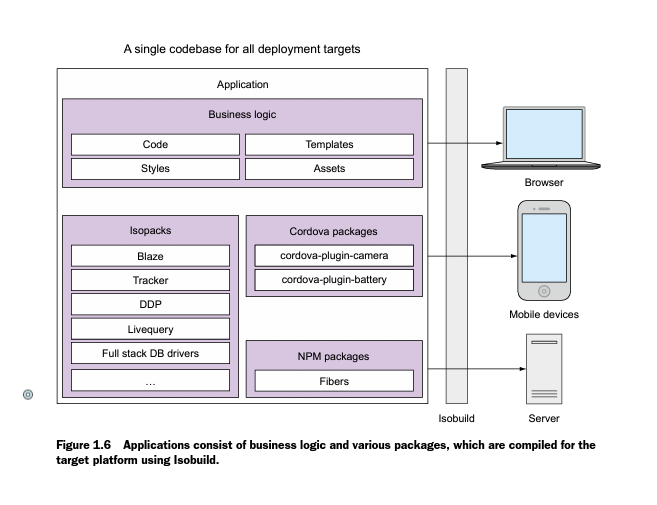 A single codebase for all deployment targets
Application
Business logic
Code
Templates
Styles
Assets
Isopacks
Blaze
Tracker
DDP
Livequery
Full stack DB drivers
...
Cordova packages
cordova-plugin-camera
cordova-plugin-battery
NPM packages
Fibers
Isobuild
Browser
Mobile devices
Server
Figure 1.6 Applications consist of business logic and various packages, which are compiled for the
target platform using Isobuild.